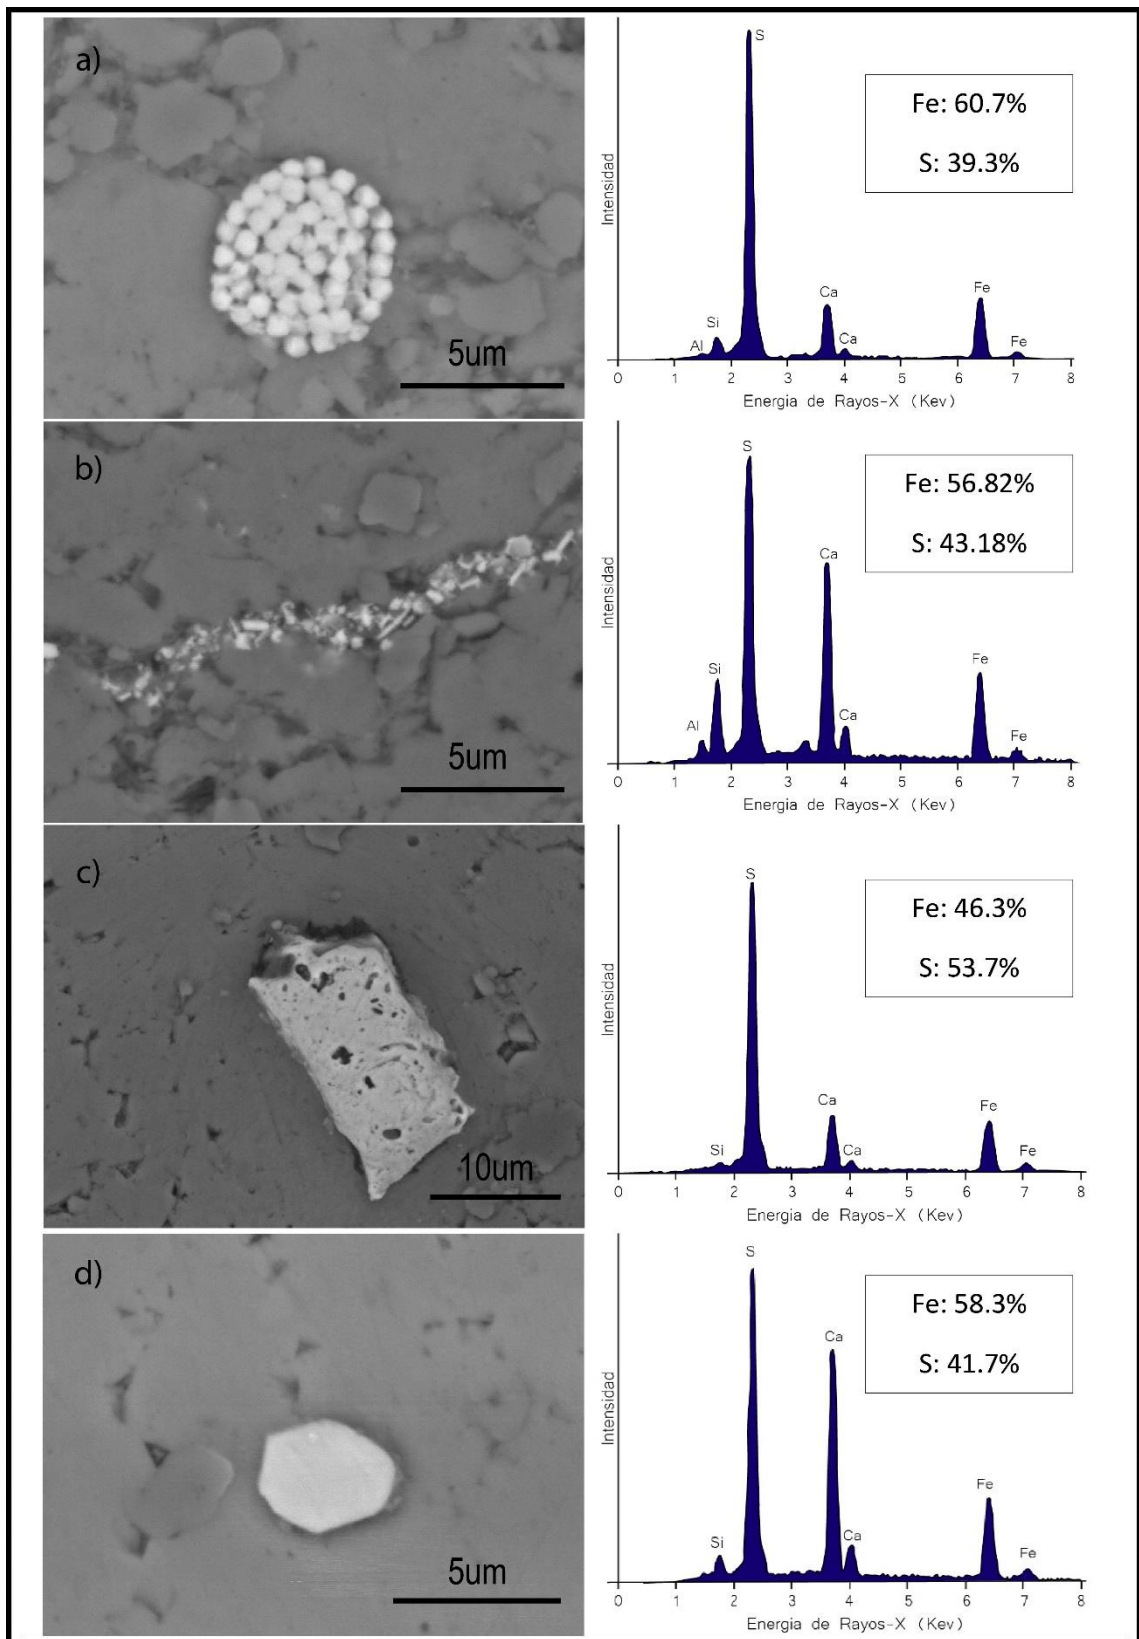 a)
5um
S
Fe: 60.7%
S: 39.3%
Intensidad
Ca
Fe
Si
Ca
Al
Fe
0 1 2 3 4 5 6 7 8
Energia de Rayos-X (Kev)
b)
5um
S
Fe: 56.82%
S: 43.18%
Intensidad
Ca
Si
Fe
Al
Ca
Fe
0 1 2 3 4 5 6 7 8
Energia de Rayos-X (Kev)
c)
10um
S
Fe: 46.3%
S: 53.7%
Intensidad
Ca
Fe
Si
Ca
Fe
0 1 2 3 4 5 6 7 8
Energia de Rayos-X (Kev)
d)
5um
S
Fe: 58.3%
S: 41.7%
Intensidad
Ca
Fe
Si
Ca
Fe
0 1 2 3 4 5 6 7 8
Energia de Rayos-X (Kev)